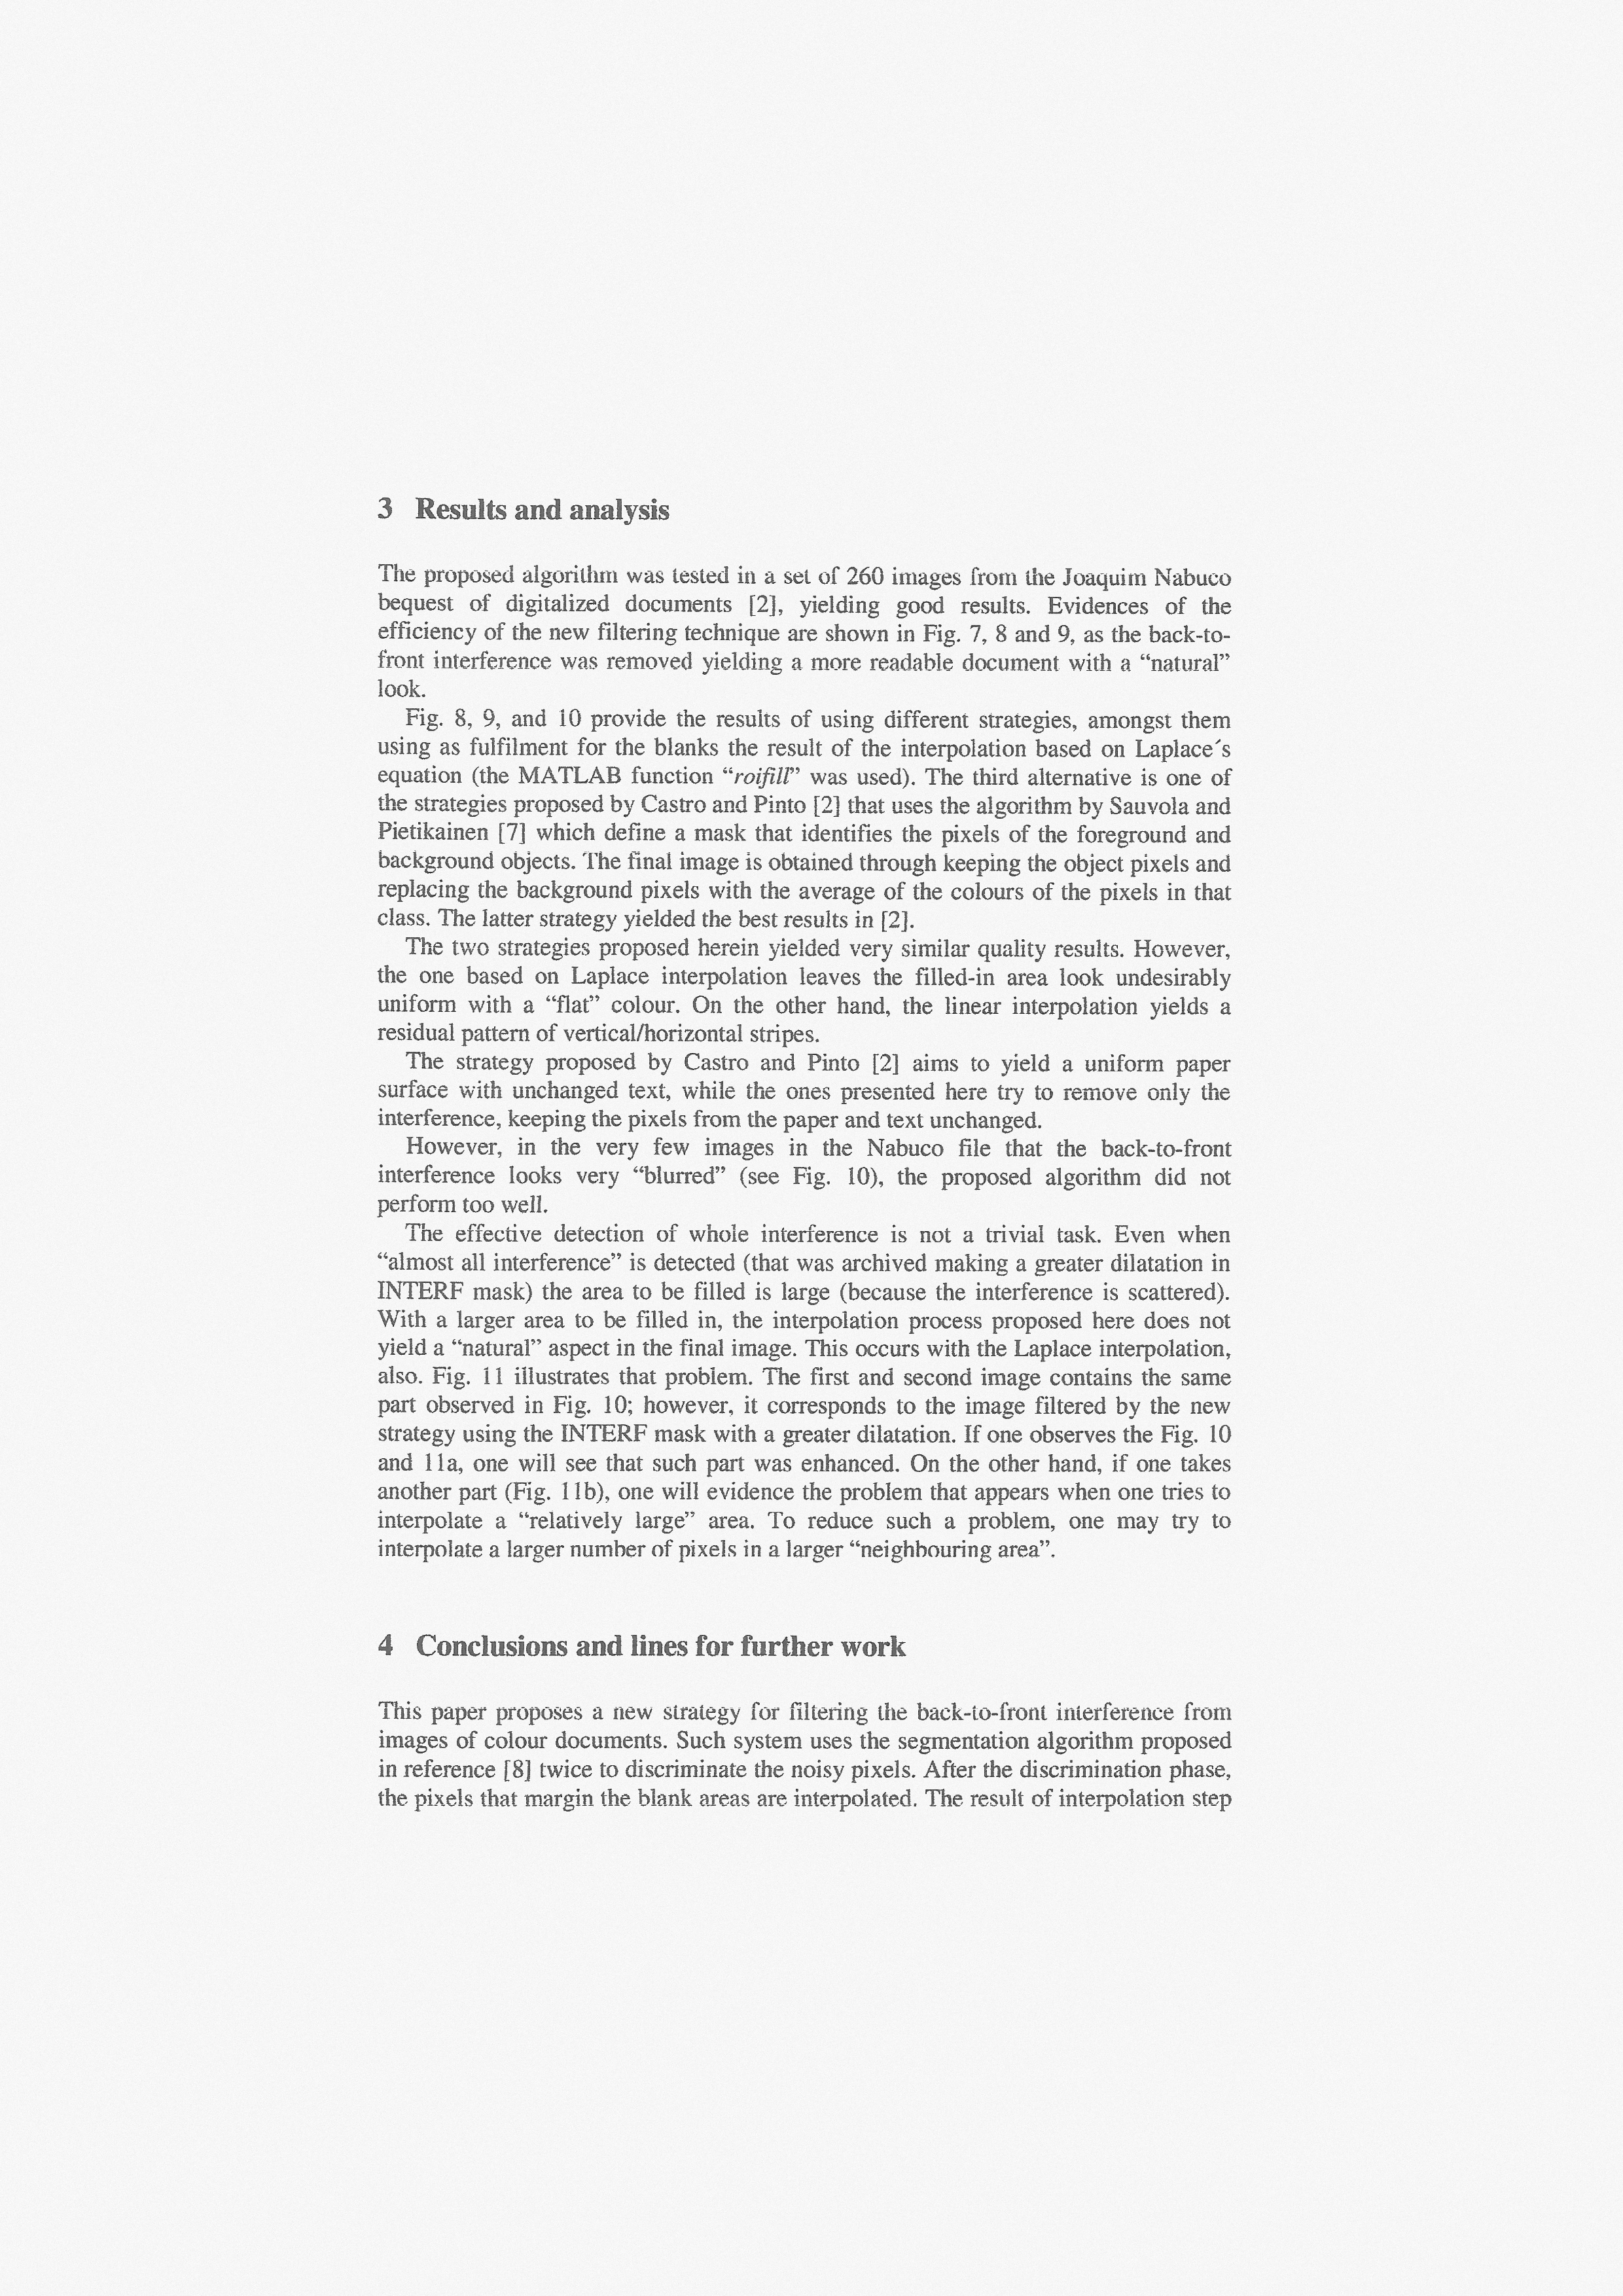 3 Results and analysis
The proposed algorithm was tested in a set of 260 images from the Joaquim Nabuco
bequest of digitalized documents [2], yielding good results. Evidences of the
efficiency of the new filtering technique are shown in Fig. 7, 8 and 9, as the back-to-
front interference was removed yielding a more readable document with a “natural”
look.
Fig. 8, 9, and 10 provide the results of using different strategies, amongst them
using as fulfilment for the blanks the result of the interpolation based on Laplace´s
equation (the MATLAB function “roifill” was used). The third alternative is one of
the strategies proposed by Castro and Pinto [2] that uses the algorithm by Sauvola and
Pietikainen [7] which define a mask that identifies the pixels of the foreground and
background objects. The final image is obtained through keeping the object pixels and
replacing the background pixels with the average of the colours of the pixels in that
class. The latter strategy yielded the best results in [2].
The two strategies proposed herein yielded very similar quality results. However,
the one based on Laplace interpolation leaves the filled-in area look undesirably
uniform with a “flat” colour. On the other hand, the linear interpolation yields a
residual pattern of vertical/horizontal stripes.
The strategy proposed by Castro and Pinto [2] aims to yield a uniform paper
surface with unchanged text, while the ones presented here try to remove only the
interference, keeping the pixels from the paper and text unchanged.
However, in the very few images in the Nabuco file that the back-to-front
interference looks very “blurred” (see Fig. 10), the proposed algorithm did not
perform too well.
The effective detection of whole interference is not a trivial task. Even when
“almost all interference” is detected (that was archived making a greater dilatation in
INTERF mask) the area to be filled is large (because the interference is scattered).
With a larger area to be filled in, the interpolation process proposed here does not
yield a “natural” aspect in the final image. This occurs with the Laplace interpolation,
also. Fig. 11 illustrates that problem. The first and second image contains the same
part observed in Fig. 10; however, it corresponds to the image filtered by the new
strategy using the INTERF mask with a greater dilatation. If one observes the Fig. 10
and 11a, one will see that such part was enhanced. On the other hand, if one takes
another part (Fig. 11b), one will evidence the problem that appears when one tries to
interpolate a “relatively large” area. To reduce such a problem, one may try to
interpolate a larger number of pixels in a larger “neighbouring area”.
4 Conclusions and lines for further work
This paper proposes a new strategy for filtering the back-to-front interference from
images of colour documents. Such system uses the segmentation algorithm proposed
in reference [8] twice to discriminate the noisy pixels. After the discrimination phase,
the pixels that margin the blank areas are interpolated. The result of interpolation step